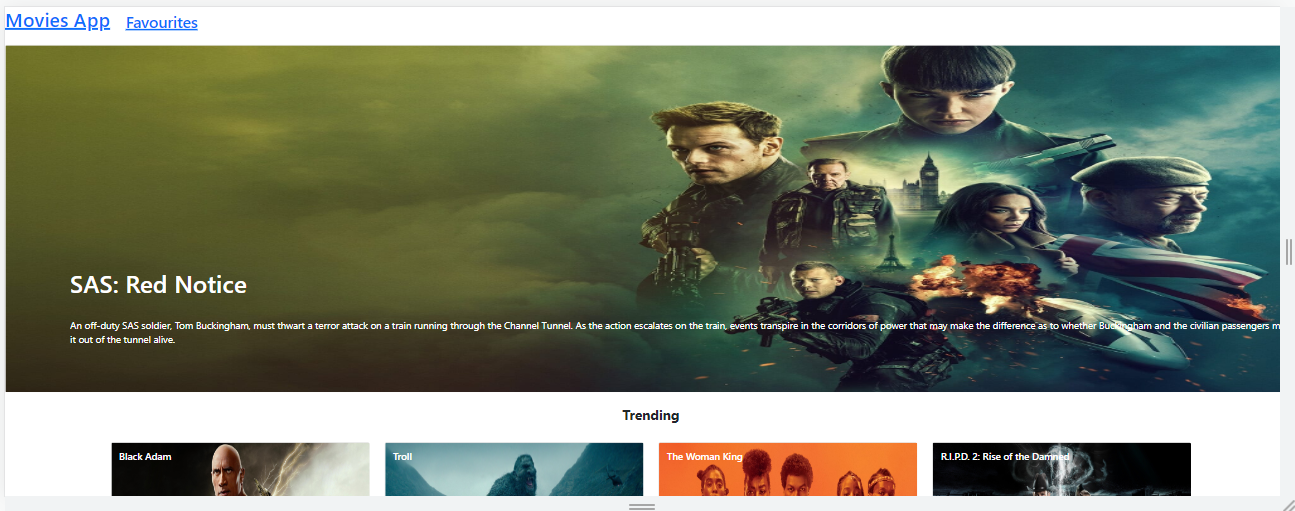 Movies App Favourites
SAS: Red Notice
An off-duty SAS soldier, Tom Buckingham, must thwart a terror attack on a train running through the Channel Tunnel. As the action escalates on the train, events transpire in the corridors of power that may make the difference as to whether Buckingham and the civilian passengers m
it out of the tunnel alive.
Trending
Black Adam Troll The Woman King R.I.P.D. 2: Rise of the Damned